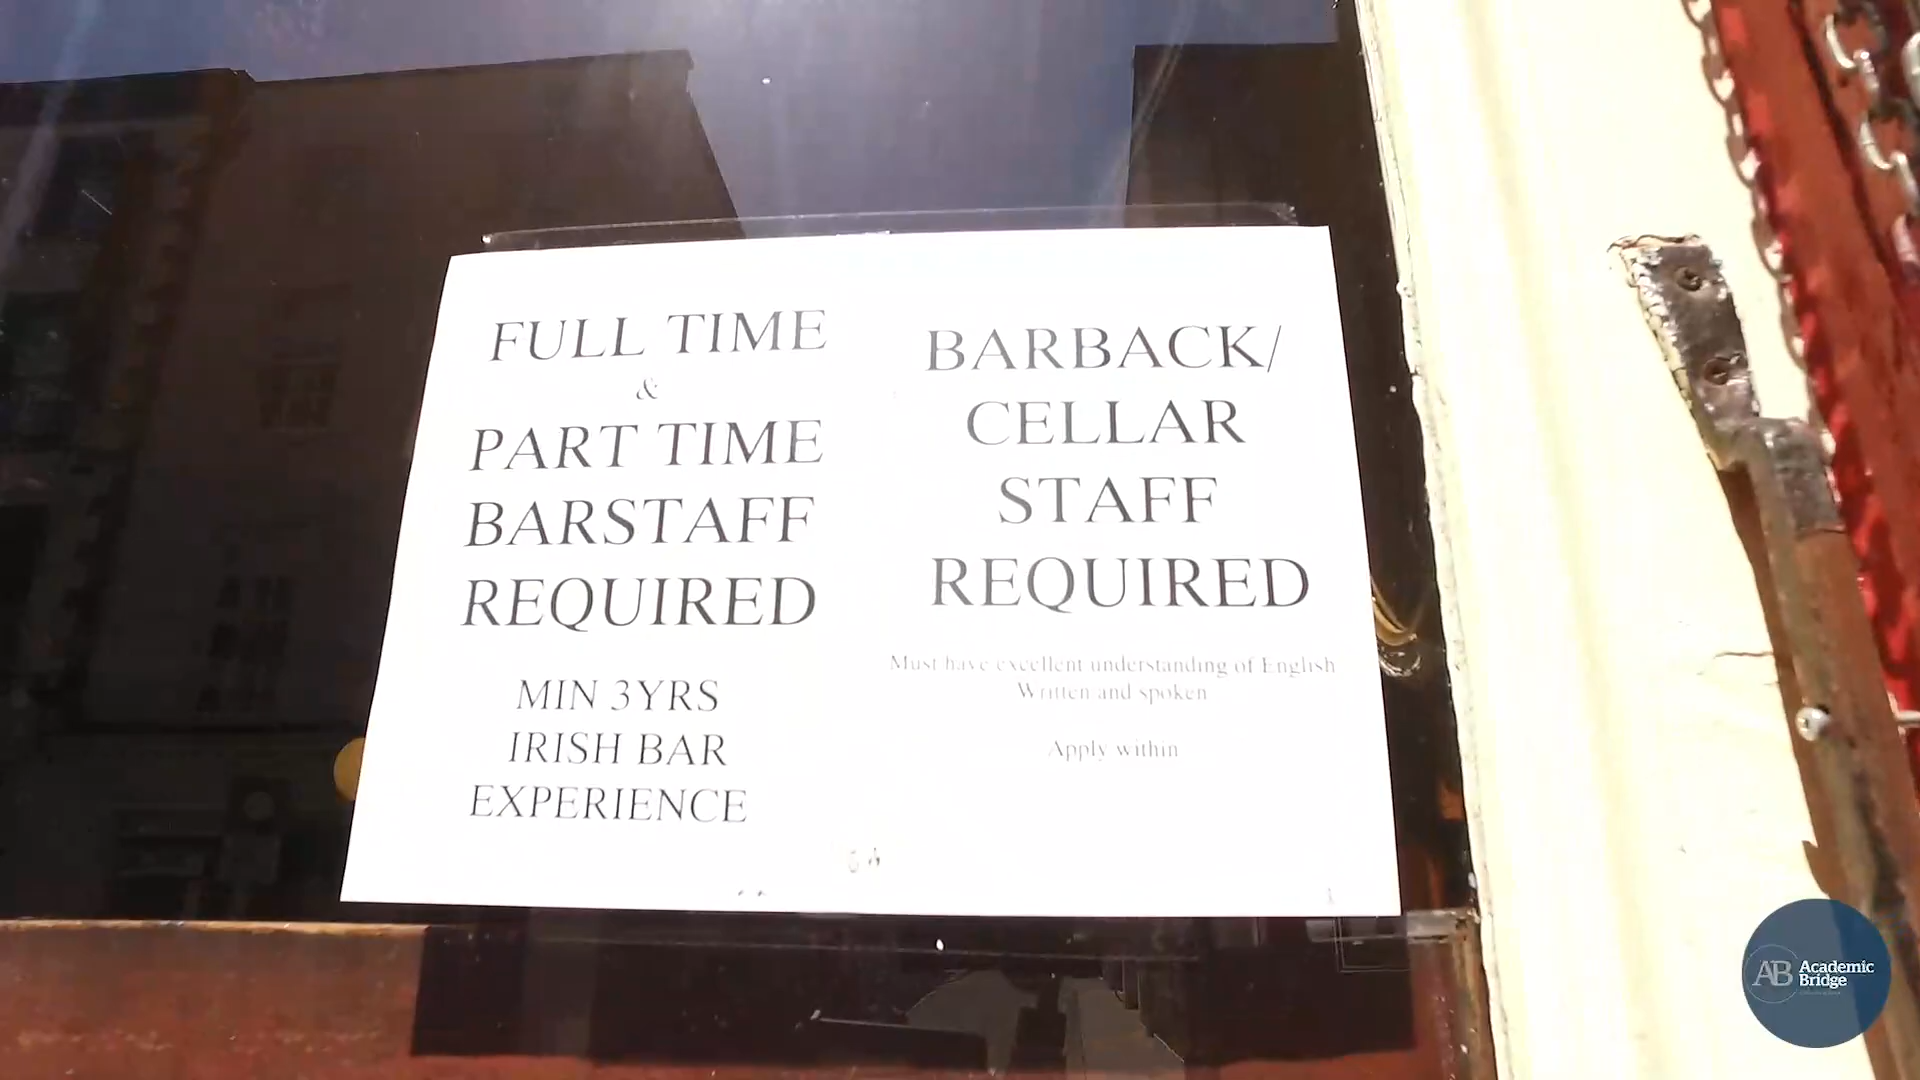 FULL TIME
&
PART TIME
BARSTAFF
REQUIRED
MIN 3YRS
IRISH BAR
EXPERIENCE
BARBACK/
CELLAR
STAFF
REQUIRED
Must have excellent understanding of English
Written and spoken
Apply within
AB Academic
Bridge